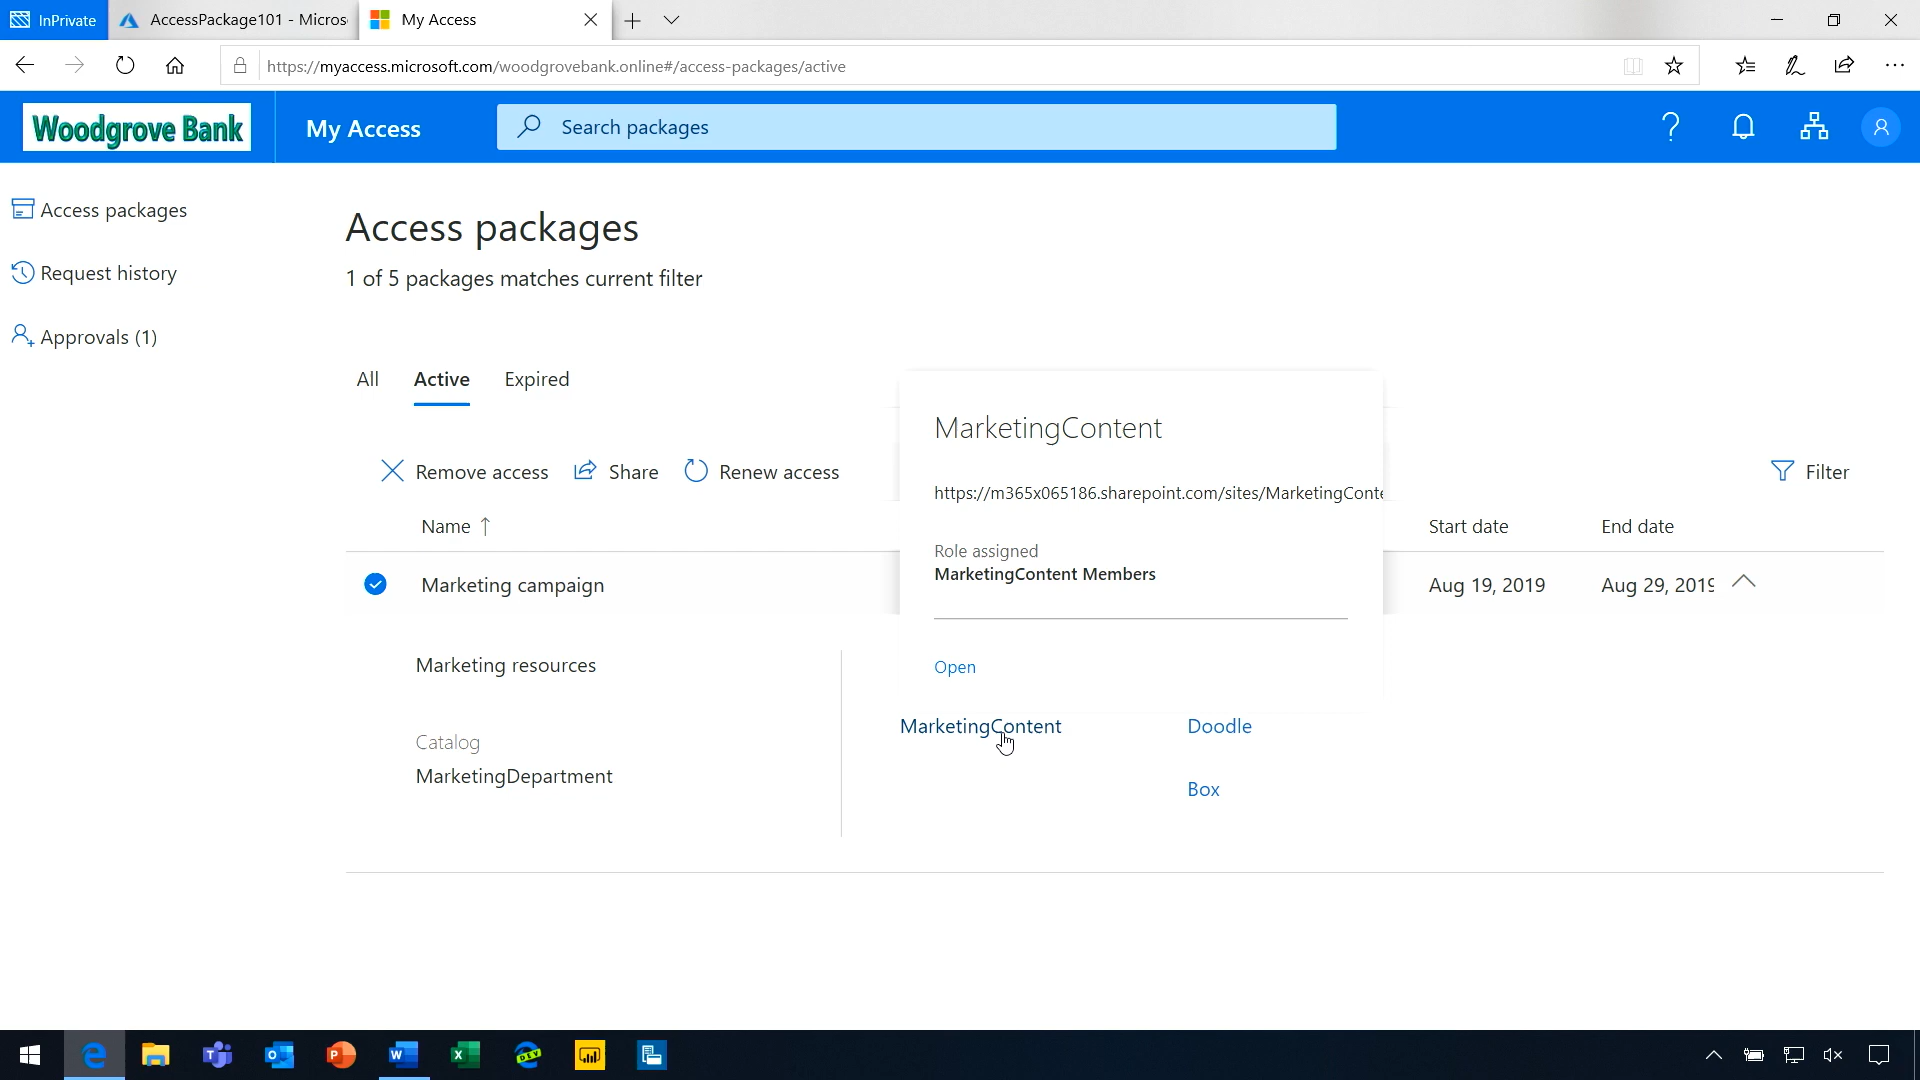 InPrivate
AccessPackage101 - Micros
My Access
https://myaccess.microsoft.com/woodgrovebank.online#/access-packages/active
Woodgrove Bank
My Access
Search packages
Access packages
Request history
Approvals (1)
Access packages
1 of 5 packages matches current filter
All
Active
Expired
Remove access
Share
Renew access
Filter
Name ↑
Start date
End date
Marketing campaign
Aug 19, 2019
Aug 29, 2019
MarketingContent
https://m365x065186.sharepoint.com/sites/MarketingConte
Role assigned
MarketingContent Members
Open
Marketing resources
Catalog
MarketingDepartment
MarketingContent
Doodle
Box
DEV